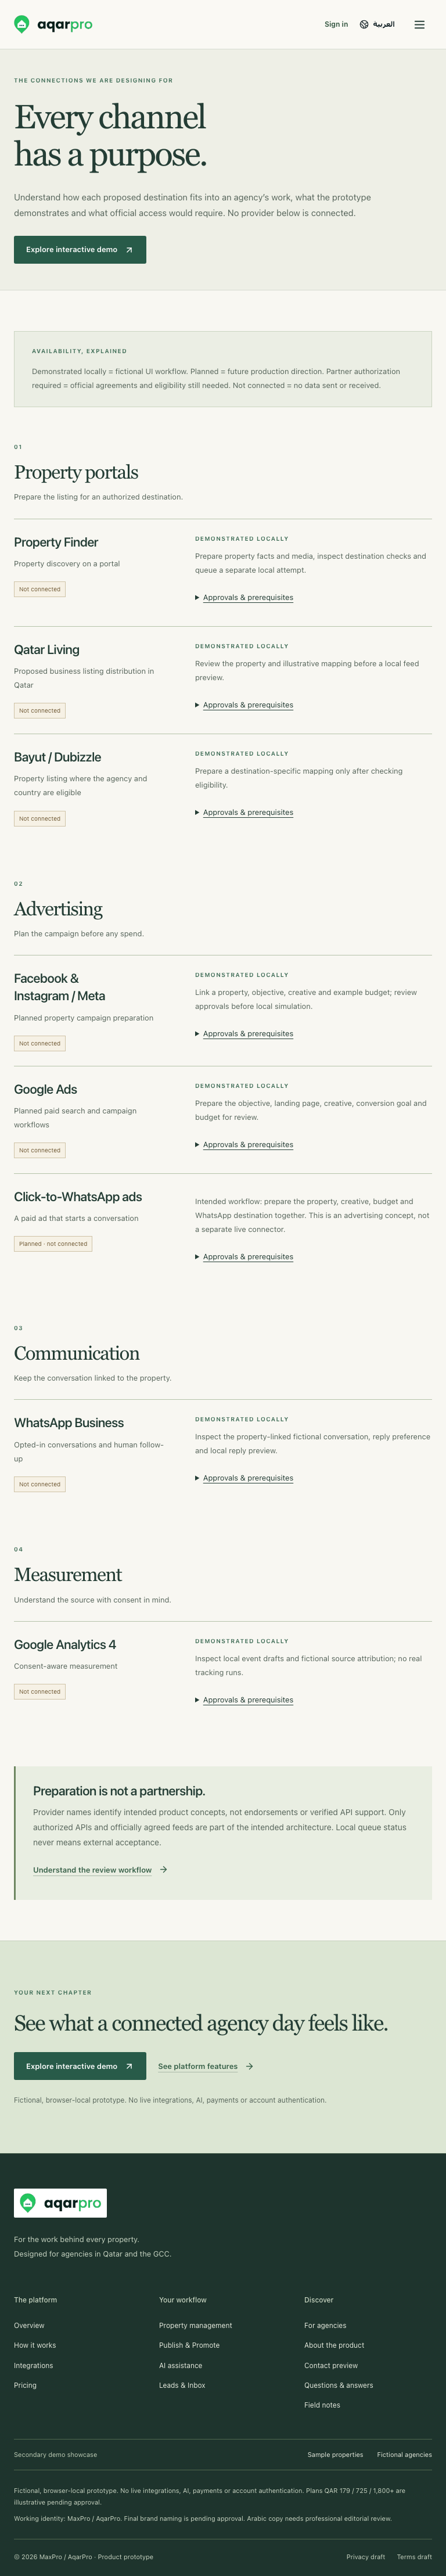 aqarpro
Sign in
العربية
THE CONNECTIONS WE ARE DESIGNING FOR
Every channel
has a purpose.
Understand how each proposed destination fits into an agency's work, what the prototype
demonstrates and what official access would require. No provider below is connected.
Explore interactive demo
AVAILABILITY, EXPLAINED
Demonstrated locally = fictional UI workflow. Planned = future production direction. Partner authorization
required = official agreements and eligibility still needed. Not connected = no data sent or received.
01
Property portals
Prepare the listing for an authorized destination.
Property Finder
Property discovery on a portal
Not connected
DEMONSTRATED LOCALLY
Prepare property facts and media, inspect destination checks and
queue a separate local attempt.
Approvals & prerequisites
Qatar Living
Proposed business listing distribution in
Qatar
Not connected
DEMONSTRATED LOCALLY
Review the property and illustrative mapping before a local feed
preview.
Approvals & prerequisites
Bayut / Dubizzle
Property listing where the agency and
country are eligible
Not connected
DEMONSTRATED LOCALLY
Prepare a destination-specific mapping only after checking
eligibility.
Approvals & prerequisites
02
Advertising
Plan the campaign before any spend.
Facebook &
Instagram / Meta
Planned property campaign preparation
Not connected
DEMONSTRATED LOCALLY
Link a property, objective, creative and example budget; review
approvals before local simulation.
Approvals & prerequisites
Google Ads
Planned paid search and campaign
workflows
Not connected
DEMONSTRATED LOCALLY
Prepare the objective, landing page, creative, conversion goal and
budget for review.
Approvals & prerequisites
Click-to-WhatsApp ads
A paid ad that starts a conversation
Planned · not connected
Intended workflow: prepare the property, creative, budget and
WhatsApp destination together. This is an advertising concept, not
a separate live connector.
Approvals & prerequisites
03
Communication
Keep the conversation linked to the property.
WhatsApp Business
Opted-in conversations and human follow-
up
Not connected
DEMONSTRATED LOCALLY
Inspect the property-linked fictional conversation, reply preference
and local reply preview.
Approvals & prerequisites
04
Measurement
Understand the source with consent in mind.
Google Analytics 4
Consent-aware measurement
Not connected
DEMONSTRATED LOCALLY
Inspect local event drafts and fictional source attribution; no real
tracking runs.
Approvals & prerequisites
Preparation is not a partnership.
Provider names identify intended product concepts, not endorsements or verified API support. Only
authorized APIs and officially agreed feeds are part of the intended architecture. Local queue status
never means external acceptance.
Understand the review workflow
YOUR NEXT CHAPTER
See what a connected agency day feels like.
Explore interactive demo
See platform features
Fictional, browser-local prototype. No live integrations, AI, payments or account authentication.
aqarpro
For the work behind every property.
Designed for agencies in Qatar and the GCC.
The platform
Overview
How it works
Integrations
Pricing
Your workflow
Property management
Publish & Promote
AI assistance
Leads & Inbox
Discover
For agencies
About the product
Contact preview
Questions & answers
Field notes
Secondary demo showcase
Sample properties
Fictional agencies
Fictional, browser-local prototype. No live integrations, AI, payments or account authentication. Plans QAR 179 / 725 / 1,800+ are
illustrative pending approval.
Working identity: MaxPro / AqarPro. Final brand naming is pending approval. Arabic copy needs professional editorial review.
© 2026 MaxPro / AqarPro · Product prototype
Privacy draft
Terms draft